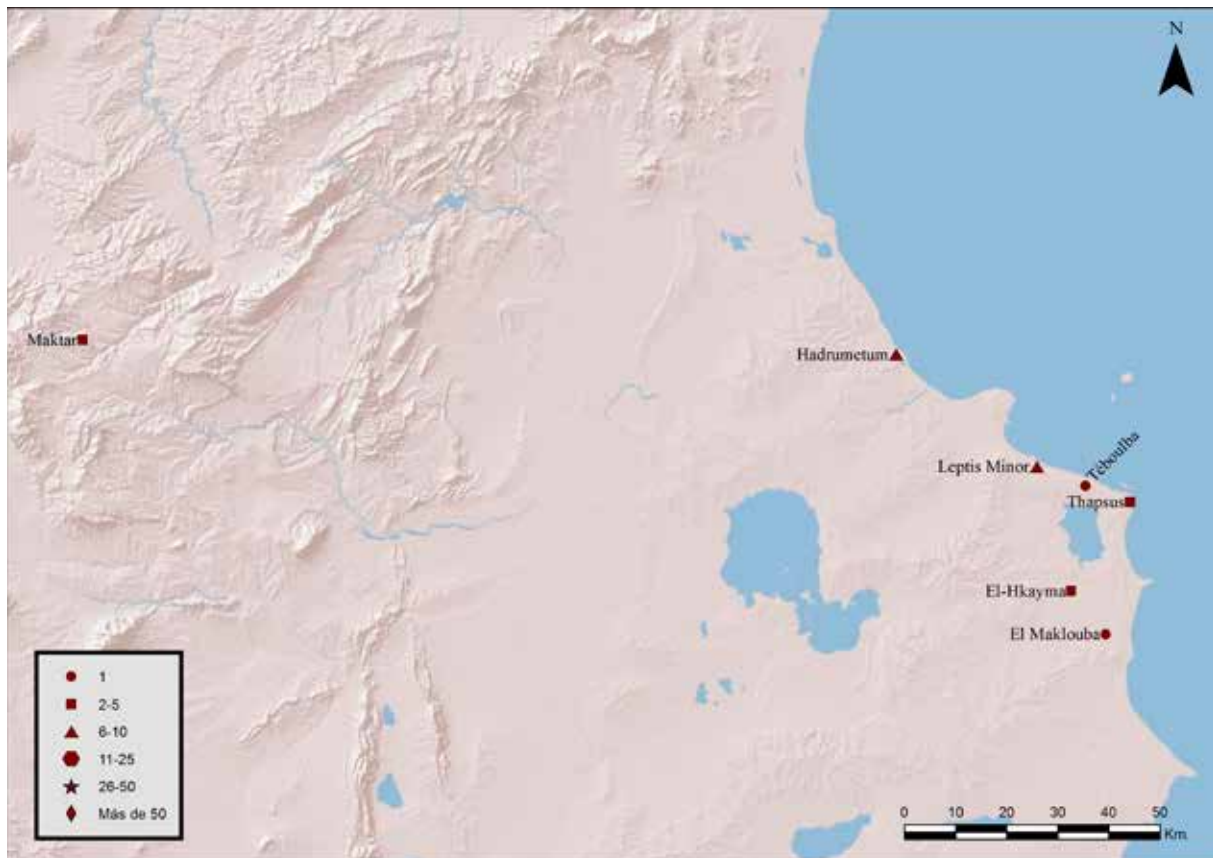 N
Maktar
Hadrumetum
Téboulba
Leptis Minor
Thapsus
El-Hkayma
El Maklouba
1
2-5
6-10
11-25
26-50
Más de 50
0 10 20 30 40 50
Km.